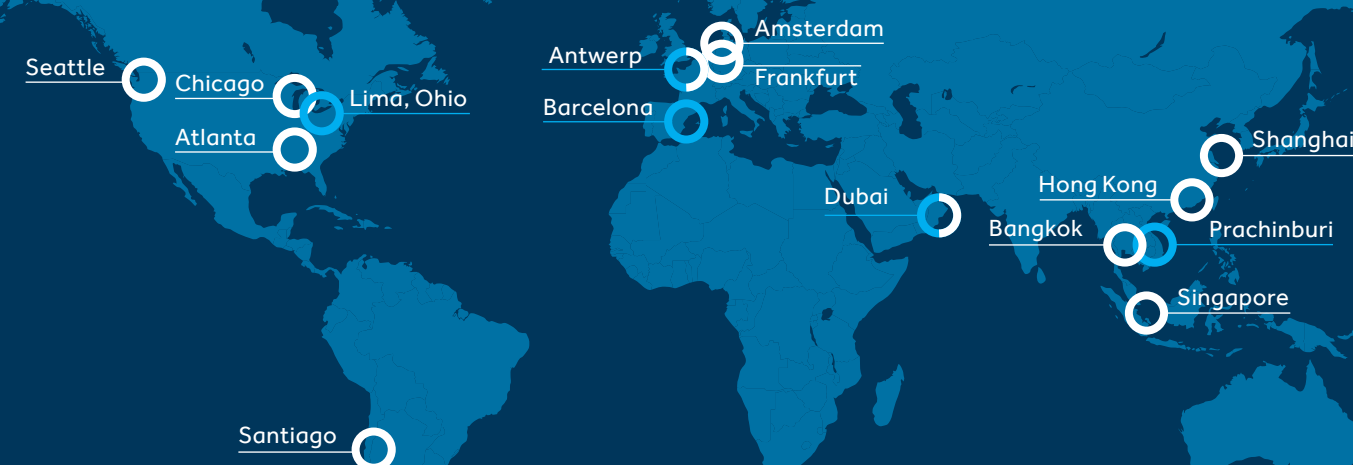 Seattle
Chicago
Lima, Ohio
Atlanta
Santiago
Amsterdam
Antwerp
Frankfurt
Barcelona
Dubai
Shanghai
Hong Kong
Bangkok
Prachinburi
Singapore